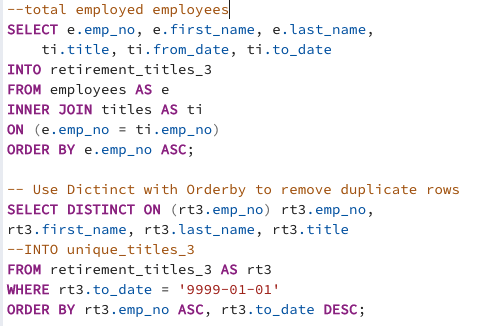 --total employed employees
SELECT e.emp_no, e.first_name, e.last_name,
    ti.title, ti.from_date, ti.to_date
INTO retirement_titles_3
FROM employees AS e
INNER JOIN titles AS ti
ON (e.emp_no = ti.emp_no)
ORDER BY e.emp_no ASC;

-- Use Dictinct with Orderby to remove duplicate rows
SELECT DISTINCT ON (rt3.emp_no) rt3.emp_no,
rt3.first_name, rt3.last_name, rt3.title
--INTO unique_titles_3
FROM retirement_titles_3 AS rt3
WHERE rt3.to_date = '9999-01-01'
ORDER BY rt3.emp_no ASC, rt3.to_date DESC;